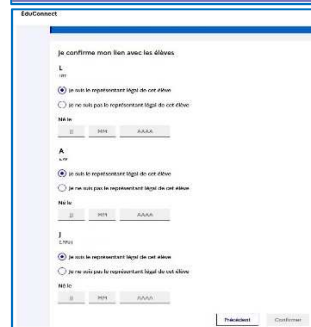 EduConnect
Je confirme mon lien avec les élèves
L
Je suis le représentant légal de cet élève
Je ne suis pas le représentant légal de cet élève
Né le
JJ MM AAAA
A
Je suis le représentant légal de cet élève
Je ne suis pas le représentant légal de cet élève
Né le
JJ MM AAAA
J
Je suis le représentant légal de cet élève
Je ne suis pas le représentant légal de cet élève
Né le
JJ MM AAAA
Précédent Confirmer